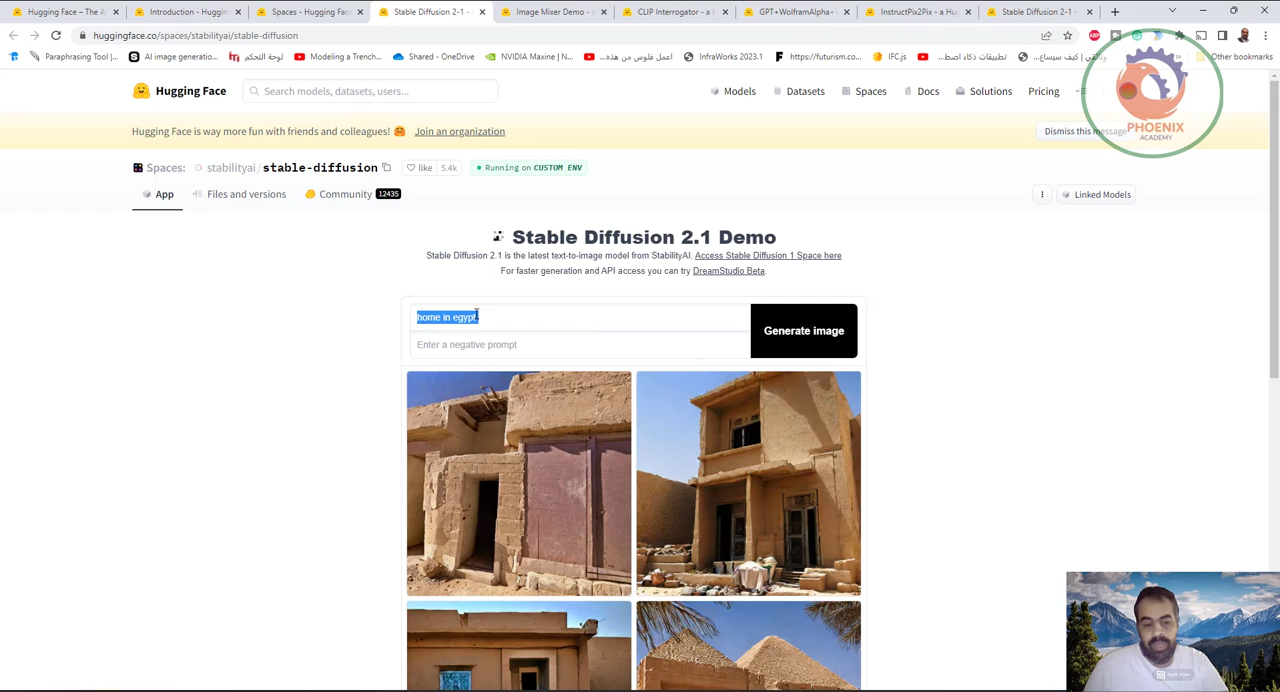 Hugging Face – The A
Introduction - Hugging
Spaces - Hugging Fac
Stable Diffusion 2-1 -
Image Mixer Demo - a
CLIP Interrogator - a
GPT+WolframAlpha+
InstructPix2Pix - a Hu
Stable Diffusion 2-1 -
huggingface.co/spaces/stabilityai/stable-diffusion
Paraphrasing Tool |...
AI image generatio...
لوحة التحكم
Modeling a Trench...
Shared - OneDrive
NVIDIA Maxine | N...
اعمل فلوس من هذه...
InfraWorks 2023.1
https://futurism.co...
IFC.js
تطبيقات ذكاء اصط...
كيف سيساع...
Other bookmarks
Hugging Face
Search models, datasets, users...
Models
Datasets
Spaces
Docs
Solutions
Pricing
Hugging Face is way more fun with friends and colleagues! 🤗 Join an organization
Dismiss this message
PHOENIX
ACADEMY
Spaces:
stabilityai/stable-diffusion
like 5.4k
Running on CUSTOM ENV
App
Files and versions
Community 12435
Linked Models
Stable Diffusion 2.1 Demo
Stable Diffusion 2.1 is the latest text-to-image model from StabilityAI. Access Stable Diffusion 1 Space here
For faster generation and API access you can try DreamStudio Beta.
home in egypt
Enter a negative prompt
Generate image